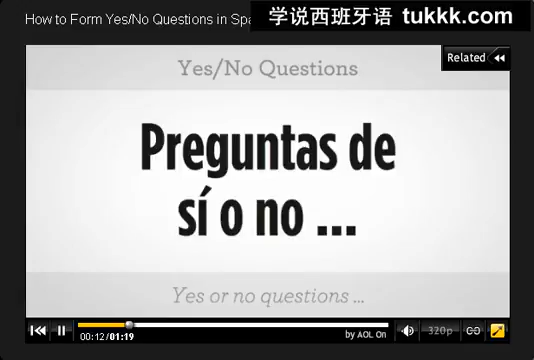 How to Form Yes/No Questions in Spa
学说西班牙语 tukkk.com
Related
Yes/No Questions
Preguntas de
sí o no ...
Yes or no questions ...
00:12/01:19
by AOL On
320p